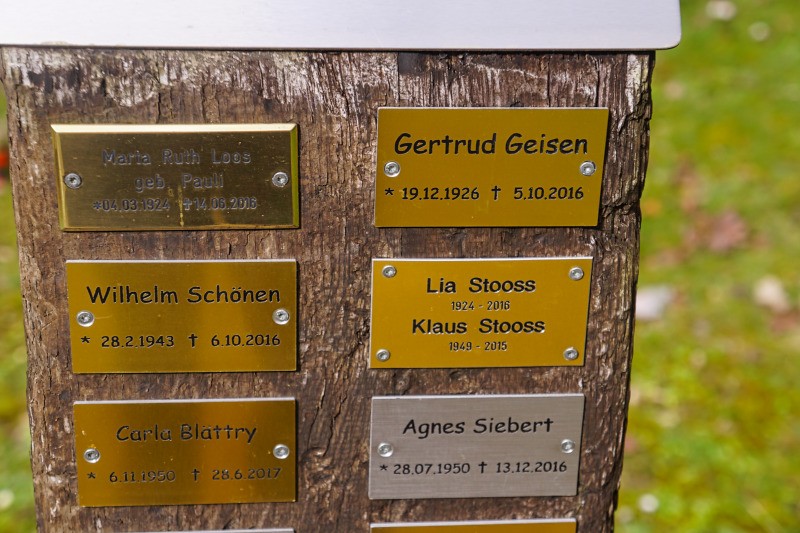 Maria Ruth Loos
geb. Pauli
*04.03.1924 ✝14.06.2016
Gertrud Geisen
* 19.12.1926 † 5.10.2016
Wilhelm Schönen
* 28.2.1943 † 6.10.2016
Lia Stooss
1924 - 2016
Klaus Stooss
1949 - 2015
Carla Blättry
* 6.11.1950 † 28.6.2017
Agnes Siebert
* 28.07.1950 † 13.12.2016